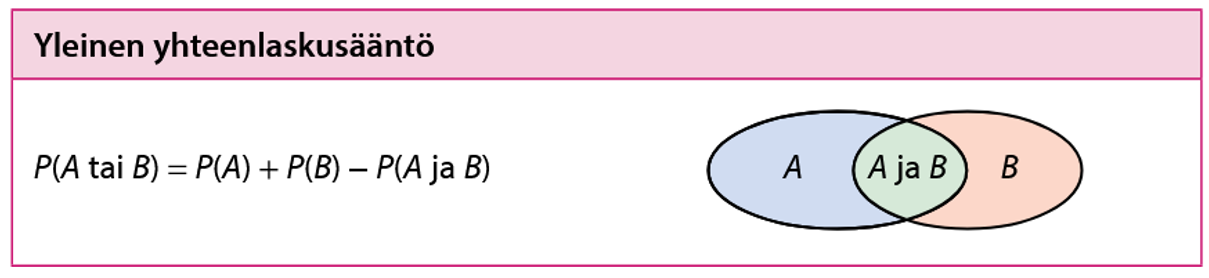 Yleinen yhteenlaskusääntö
P(A tai B) = P(A) + P(B) – P(A ja B)
A
A ja B
B